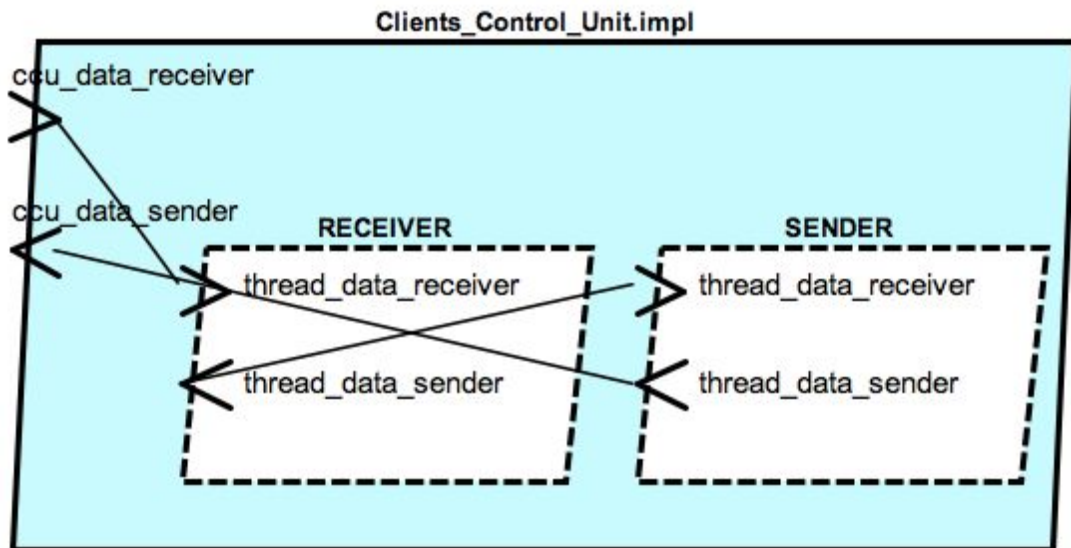 Clients_Control_Unit.impl
ccu_data_receiver
ccu_data_sender
RECEIVER
SENDER
thread_data_receiver
thread_data_receiver
thread_data_sender
thread_data_sender